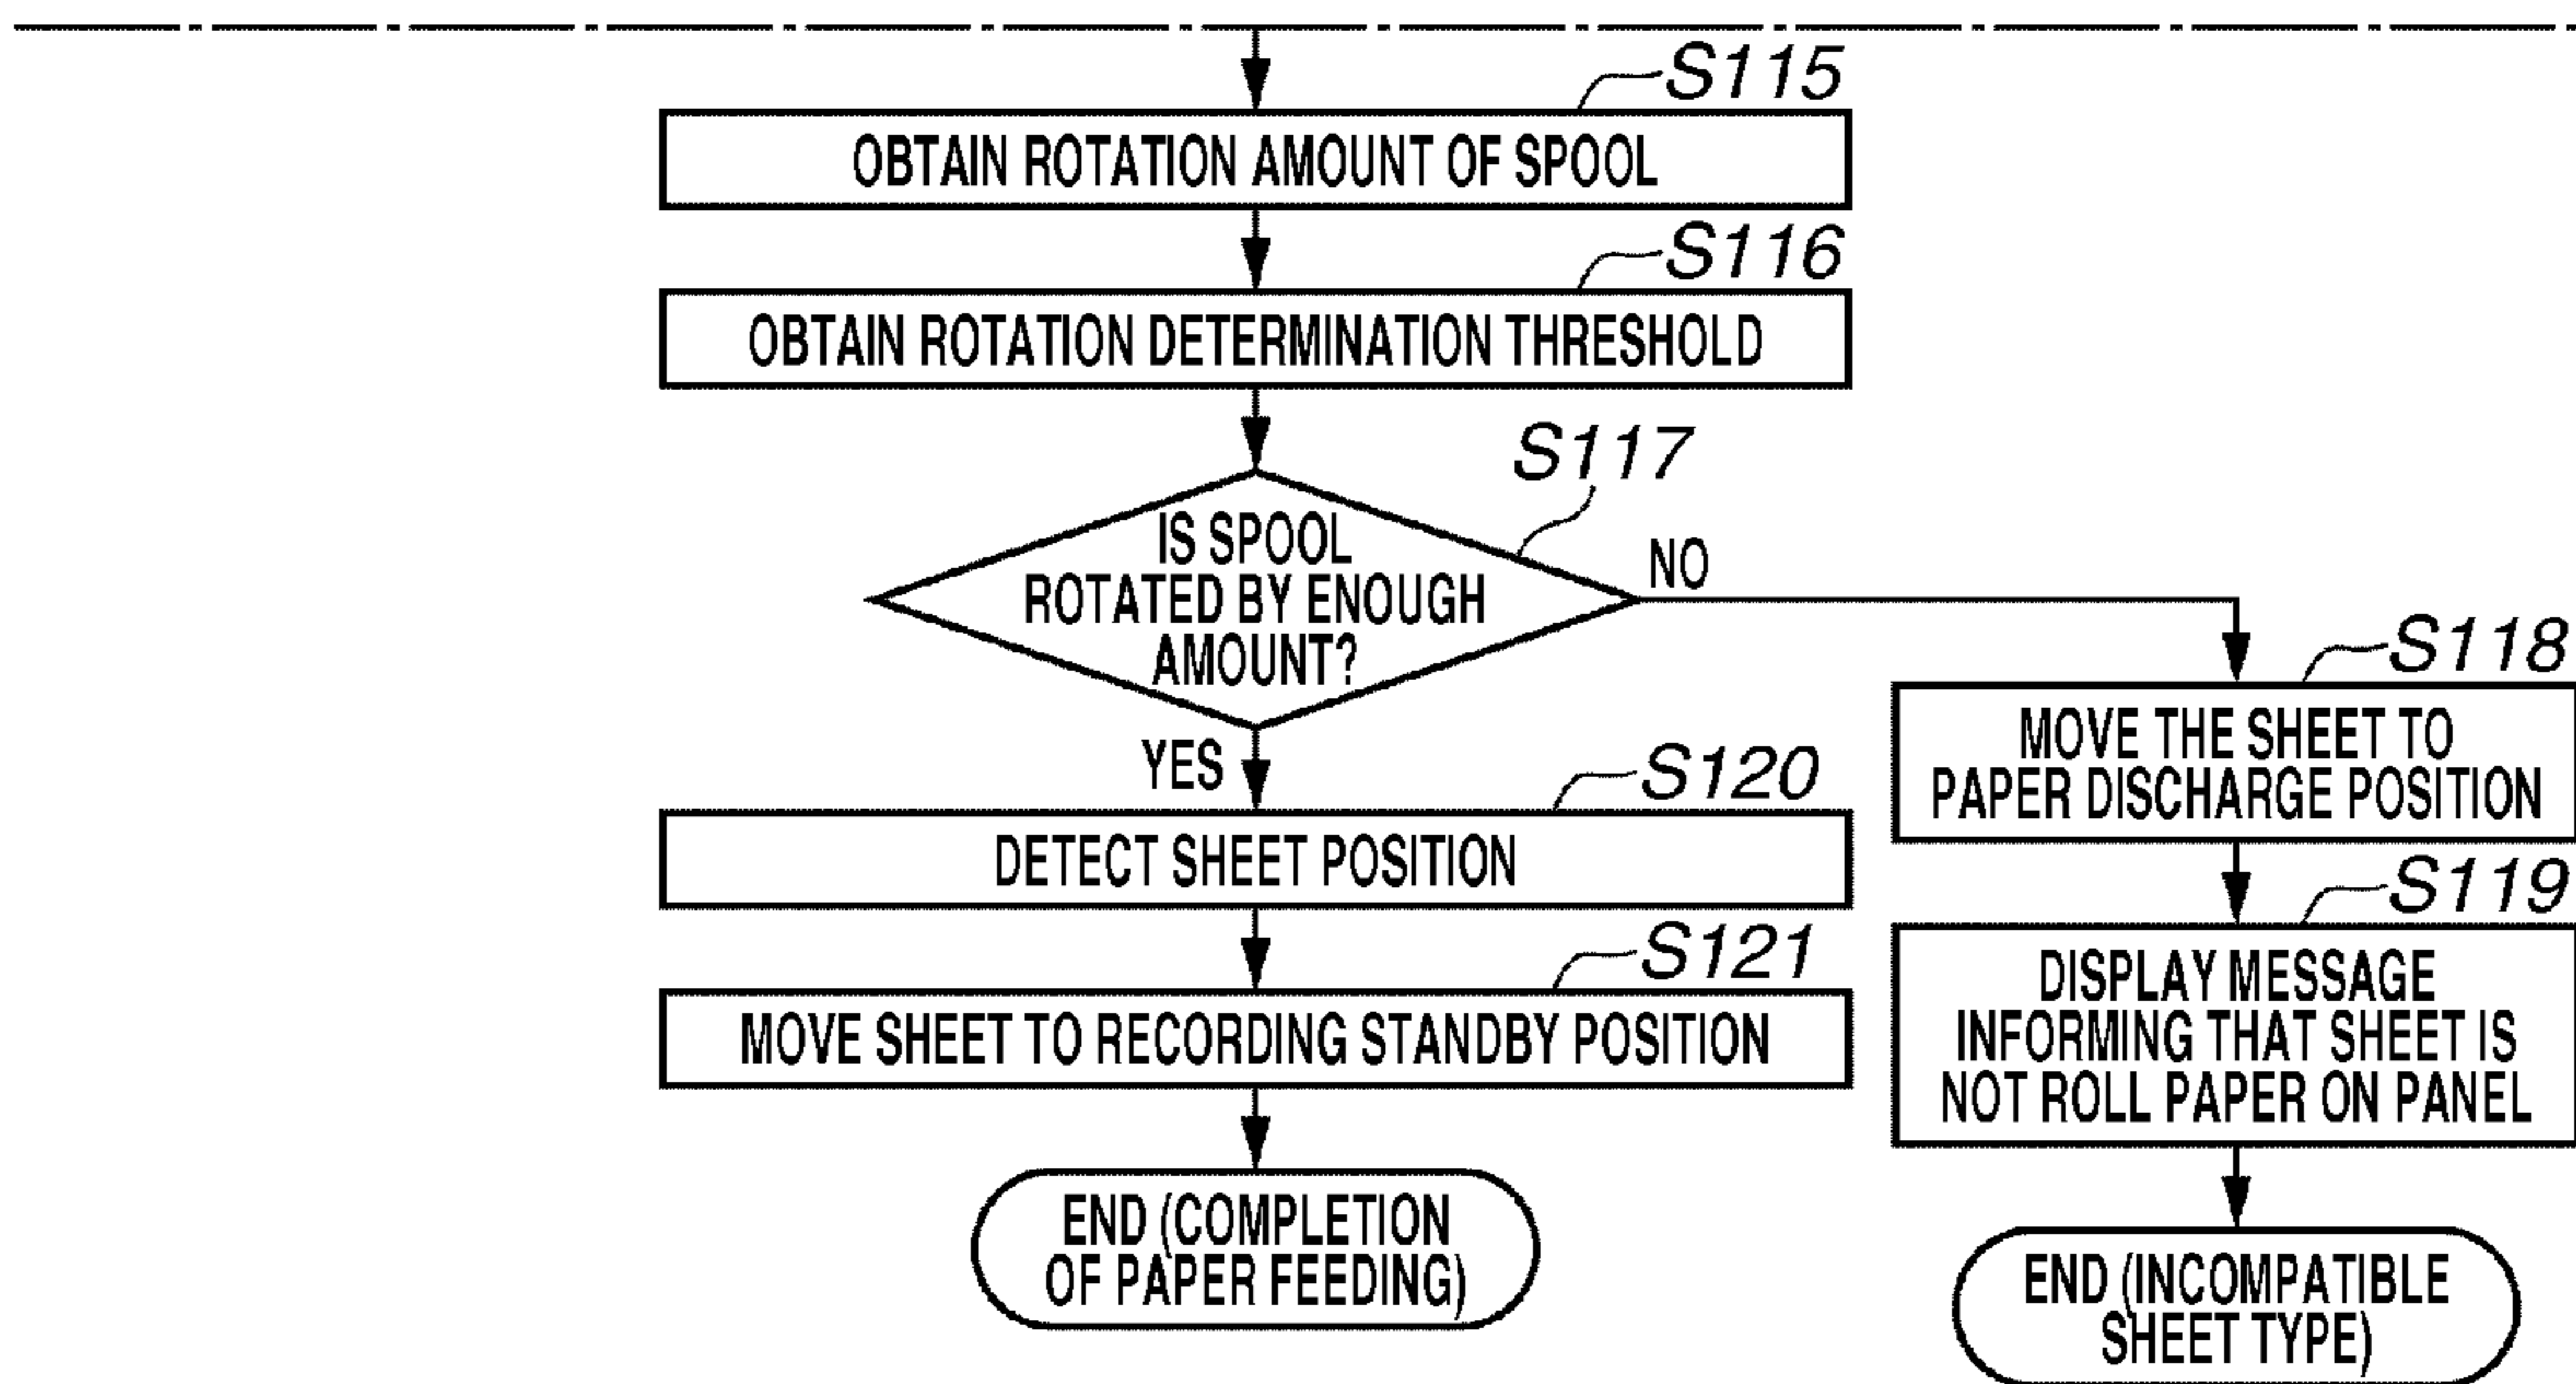 S115
OBTAIN ROTATION AMOUNT OF SPOOL
S116
OBTAIN ROTATION DETERMINATION THRESHOLD
S117
IS SPOOL
ROTATED BY ENOUGH
AMOUNT?
NO
YES
S118
MOVE THE SHEET TO
PAPER DISCHARGE POSITION
S119
DISPLAY MESSAGE
INFORMING THAT SHEET IS
NOT ROLL PAPER ON PANEL
END (INCOMPATIBLE
SHEET TYPE)
S120
DETECT SHEET POSITION
S121
MOVE SHEET TO RECORDING STANDBY POSITION
END (COMPLETION
OF PAPER FEEDING)